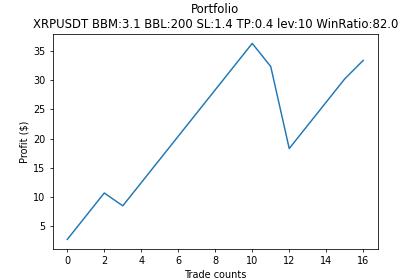 Portfolio
XRPUSDT BBM:3.1 BBL:200 SL:1.4 TP:0.4 lev:10 WinRatio:82.0
Profit ($)
35
30
25
20
15
10
5
0 2 4 6 8 10 12 14 16
Trade counts